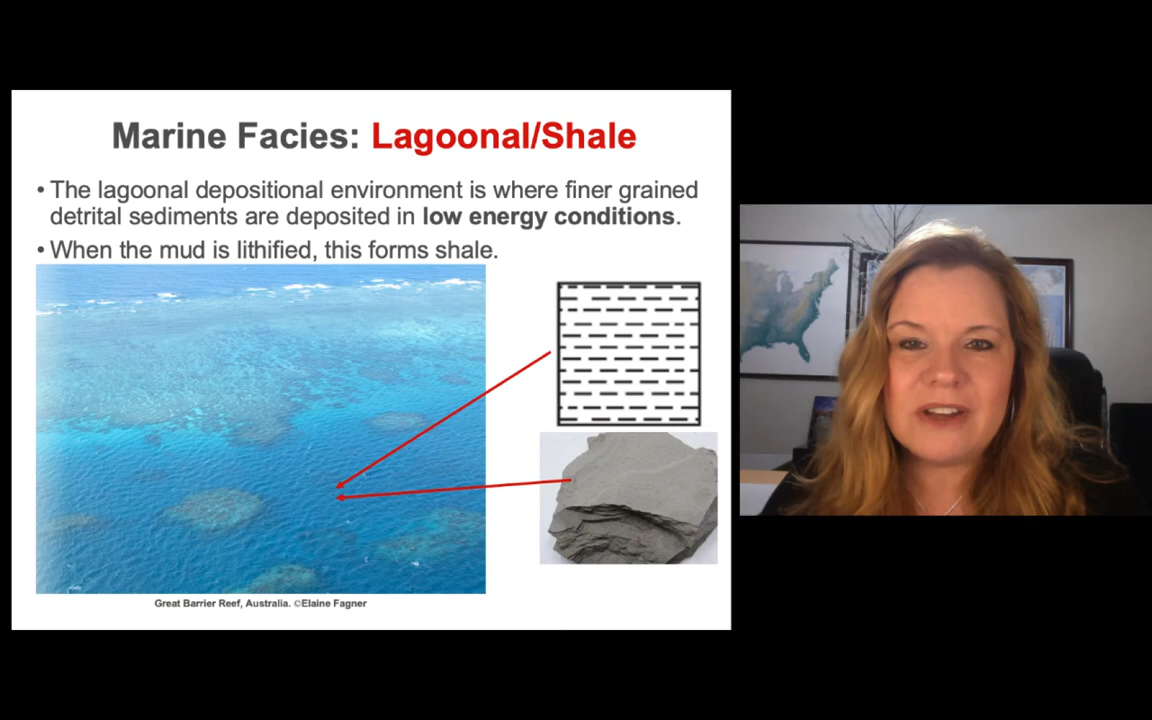 Marine Facies: Lagoonal/Shale
• The lagoonal depositional environment is where finer grained
detrital sediments are deposited in low energy conditions.
• When the mud is lithified, this forms shale.
Great Barrier Reef, Australia. ©Elaine Fagner